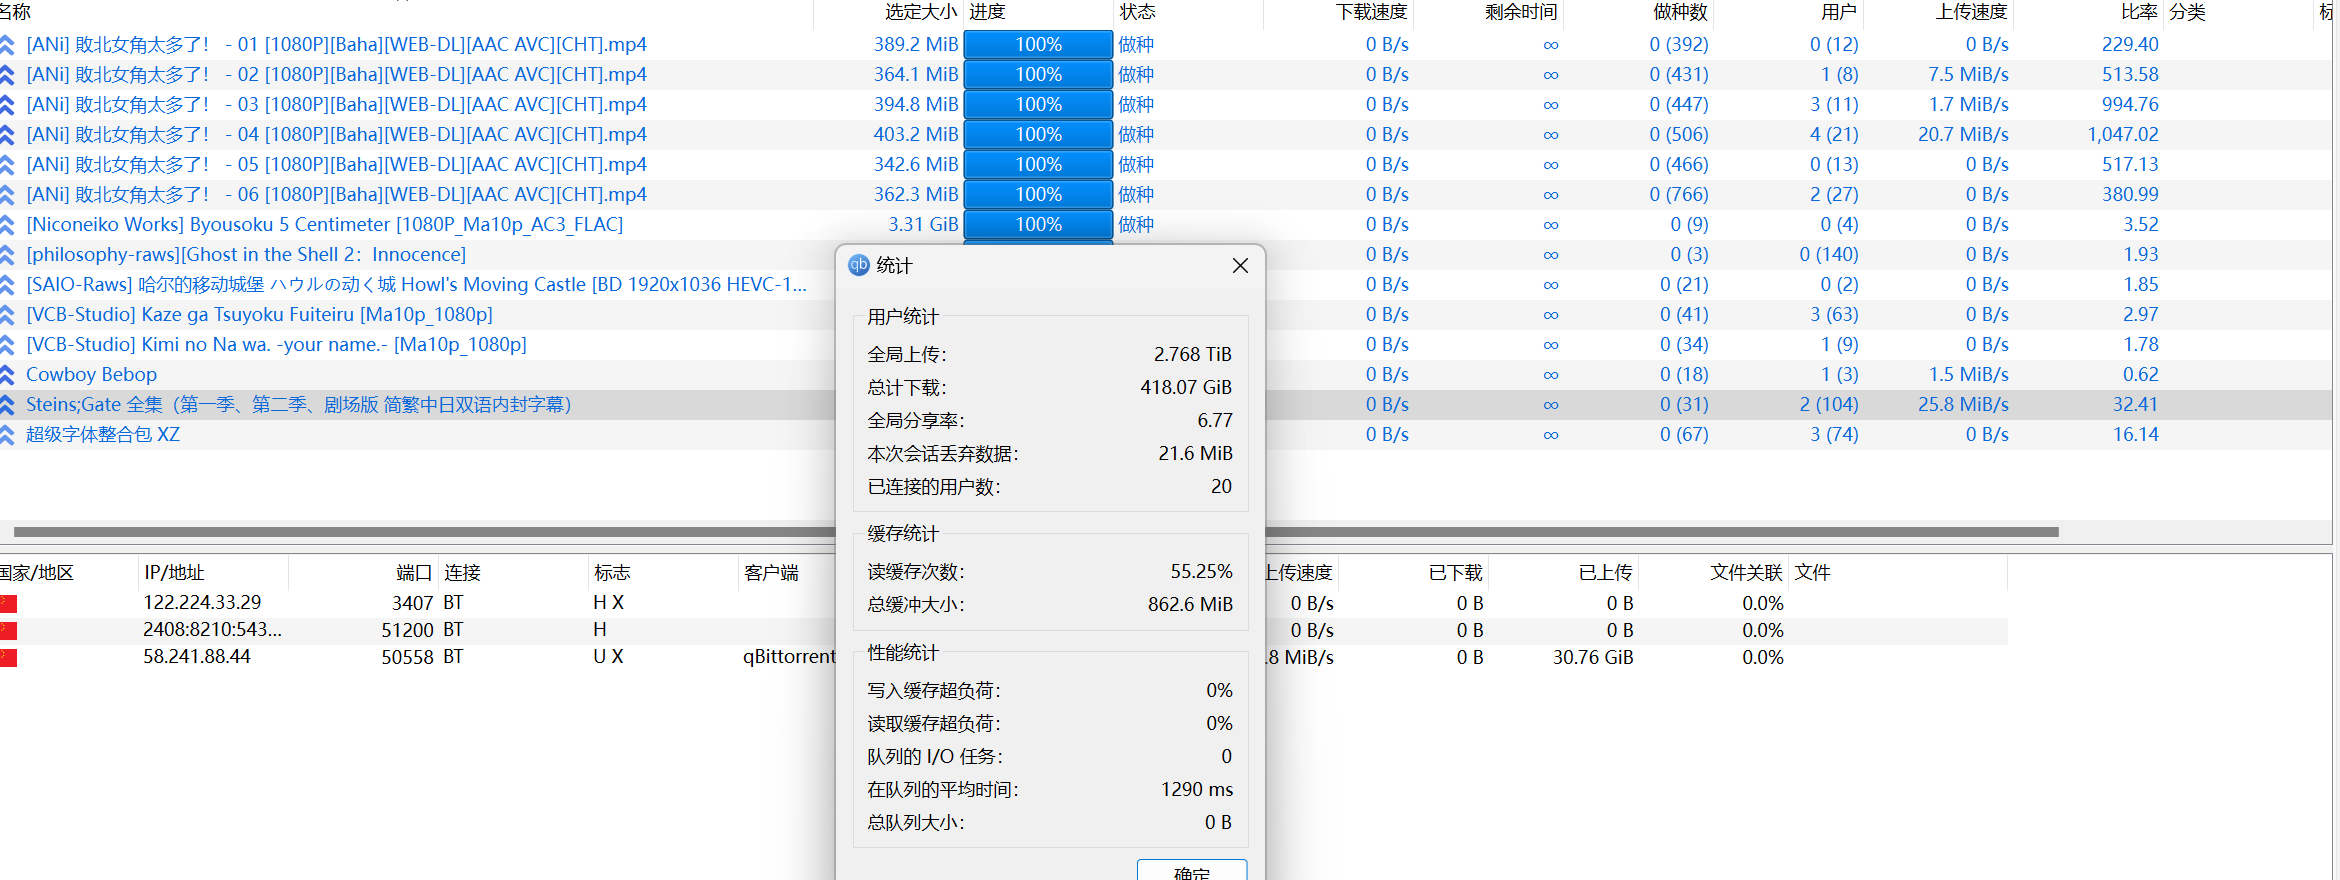 名称 选定大小 进度 状态 下载速度 剩余时间 做种数 用户 上传速度 比率 分类
[ANi] 敗北女角太多了！ - 01 [1080P][Baha][WEB-DL][AAC AVC][CHT].mp4 389.2 MiB 100% 做种 0 B/s ∞ 0 (392) 0 (12) 0 B/s 229.40
[ANi] 敗北女角太多了！ - 02 [1080P][Baha][WEB-DL][AAC AVC][CHT].mp4 364.1 MiB 100% 做种 0 B/s ∞ 0 (431) 1 (8) 7.5 MiB/s 513.58
[ANi] 敗北女角太多了！ - 03 [1080P][Baha][WEB-DL][AAC AVC][CHT].mp4 394.8 MiB 100% 做种 0 B/s ∞ 0 (447) 3 (11) 1.7 MiB/s 994.76
[ANi] 敗北女角太多了！ - 04 [1080P][Baha][WEB-DL][AAC AVC][CHT].mp4 403.2 MiB 100% 做种 0 B/s ∞ 0 (506) 4 (21) 20.7 MiB/s 1,047.02
[ANi] 敗北女角太多了！ - 05 [1080P][Baha][WEB-DL][AAC AVC][CHT].mp4 342.6 MiB 100% 做种 0 B/s ∞ 0 (466) 0 (13) 0 B/s 517.13
[ANi] 敗北女角太多了！ - 06 [1080P][Baha][WEB-DL][AAC AVC][CHT].mp4 362.3 MiB 100% 做种 0 B/s ∞ 0 (766) 2 (27) 0 B/s 380.99
[Niconeiko Works] Byousoku 5 Centimeter [1080P_Ma10p_AC3_FLAC] 3.31 GiB 100% 做种 0 B/s ∞ 0 (9) 0 (4) 0 B/s 3.52
[philosophy-raws][Ghost in the Shell 2：Innocence] 0 B/s ∞ 0 (3) 0 (140) 0 B/s 1.93
[SAIO-Raws] 哈尔的移动城堡 ハウルの动く城 Howl's Moving Castle [BD 1920x1036 HEVC-1... 0 B/s ∞ 0 (21) 0 (2) 0 B/s 1.85
[VCB-Studio] Kaze ga Tsuyoku Fuiteiru [Ma10p_1080p] 0 B/s ∞ 0 (41) 3 (63) 0 B/s 2.97
[VCB-Studio] Kimi no Na wa. -your name.- [Ma10p_1080p] 0 B/s ∞ 0 (34) 1 (9) 0 B/s 1.78
Cowboy Bebop 0 B/s ∞ 0 (18) 1 (3) 1.5 MiB/s 0.62
Steins;Gate 全集（第一季、第二季、剧场版 简繁中日双语内封字幕） 0 B/s ∞ 0 (31) 2 (104) 25.8 MiB/s 32.41
超级字体整合包 XZ 0 B/s ∞ 0 (67) 3 (74) 0 B/s 16.14
qb 统计
用户统计
全局上传： 2.768 TiB
总计下载： 418.07 GiB
全局分享率： 6.77
本次会话丢弃数据： 21.6 MiB
已连接的用户数： 20
缓存统计
读缓存次数： 55.25%
总缓冲大小： 862.6 MiB
性能统计
写入缓存超负荷： 0%
读取缓存超负荷： 0%
队列的 I/O 任务： 0
在队列的平均时间： 1290 ms
总队列大小： 0 B
确定
国家/地区 IP/地址 端口 连接 标志 客户端 上传速度 已下载 已上传 文件关联 文件
122.224.33.29 3407 BT H X 0 B/s 0 B 0 B 0.0%
2408:8210:543... 51200 BT H 0 B/s 0 B 0 B 0.0%
58.241.88.44 50558 BT U X qBittorrent .8 MiB/s 0 B 30.76 GiB 0.0%